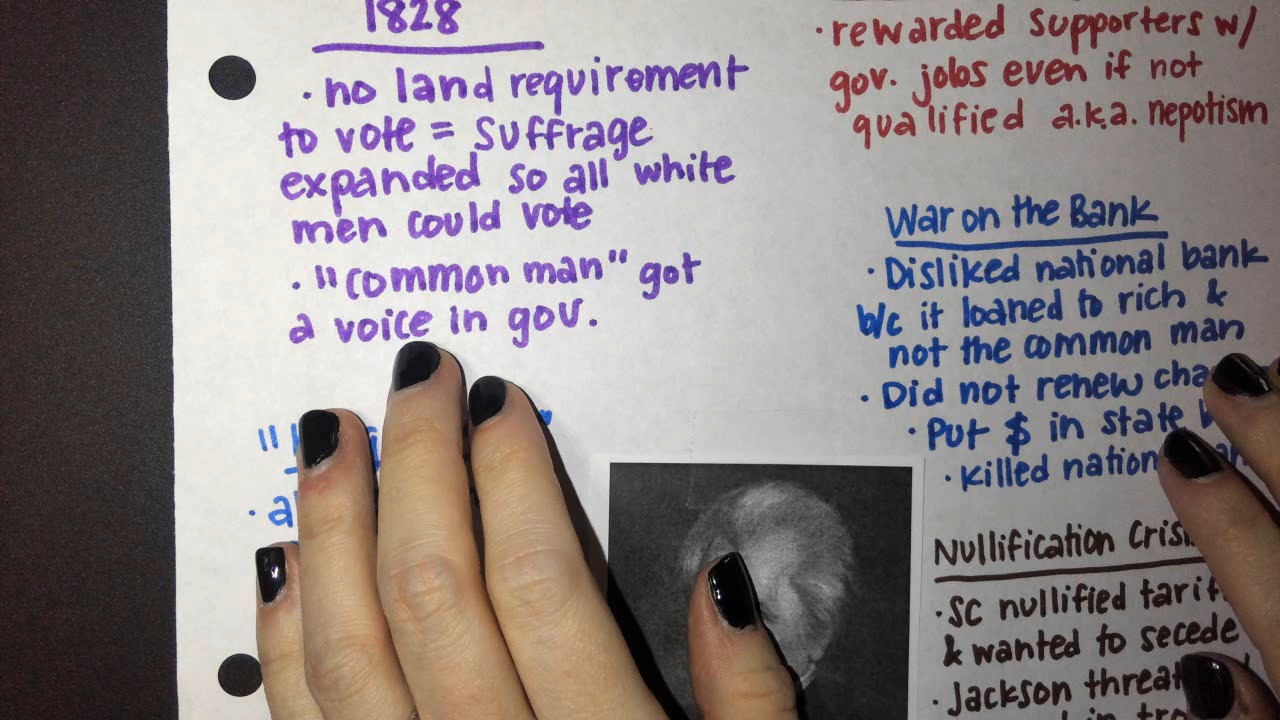 1828
· no land requirement
to vote = suffrage
expanded so all white
men could vote
· "common man" got
a voice in gov.
· rewarded supporters w/
gov. jobs even if not
qualified a.k.a. nepotism
War on the Bank
· Disliked national bank
b/c it loaned to rich &
not the common man
· Did not renew
· Put $ in state
· Killed
Nullification
· SC nullified
& wanted to secede
· Jackson